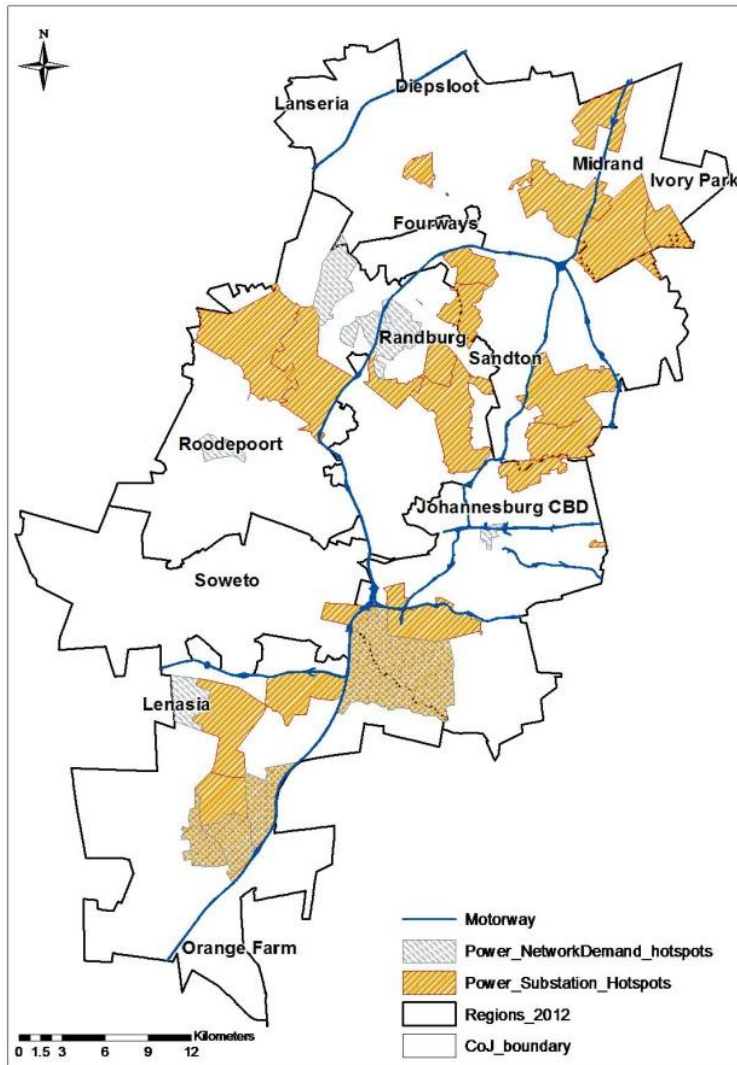 N
Diepsloot
Lanseria
Midrand
Ivory Park
Fourways
Randburg
Sandton
Roodepoort
Johannesburg CBD
Soweto
Lenasia
Orange Farm
Motorway
Power_NetworkDemand_hotspots
Power_Substation_Hotspots
Regions_2012
CoJ_boundary
Kilometers
0 1.5 3 6 9 12